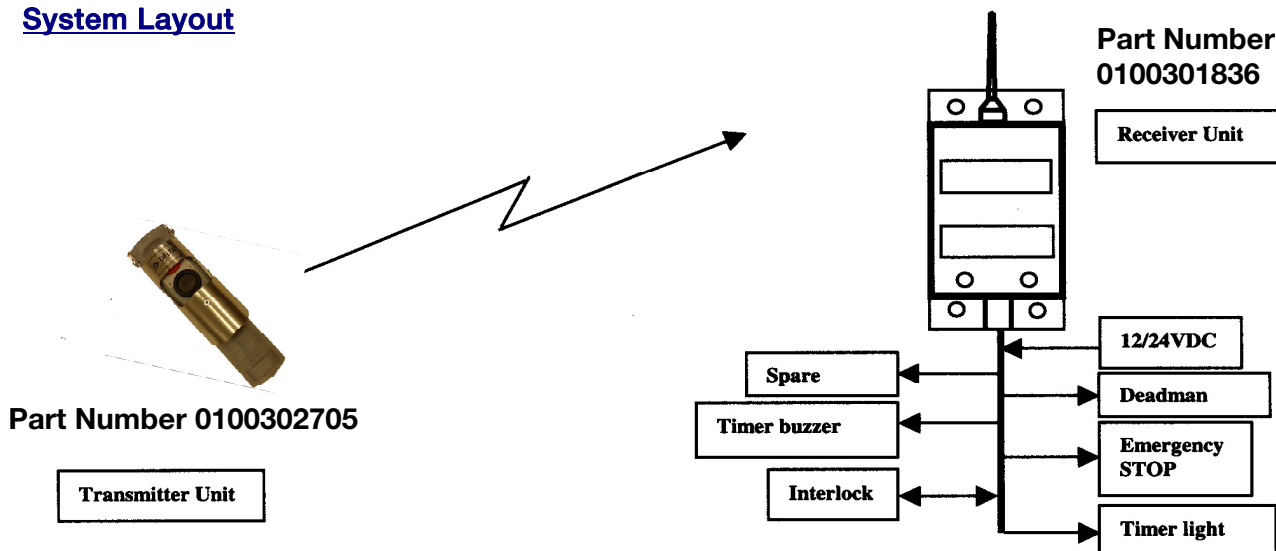 System Layout
Part Number
0100301836
Receiver Unit
Part Number 0100302705
Transmitter Unit
12/24VDC
Spare
Deadman
Timer buzzer
Emergency
STOP
Interlock
Timer light